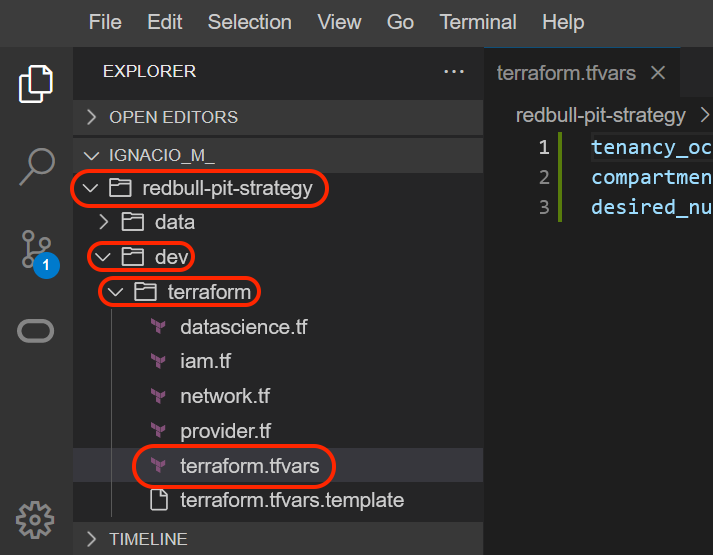 File Edit Selection View Go Terminal Help
EXPLORER ...
terraform.tfvars
OPEN EDITORS
redbull-pit-strategy
IGNACIO_M_
1 tenancy_oc
redbull-pit-strategy
2 compartmen
data
3 desired_nu
dev
1
terraform
datascience.tf
iam.tf
network.tf
provider.tf
terraform.tfvars
terraform.tfvars.template
TIMELINE